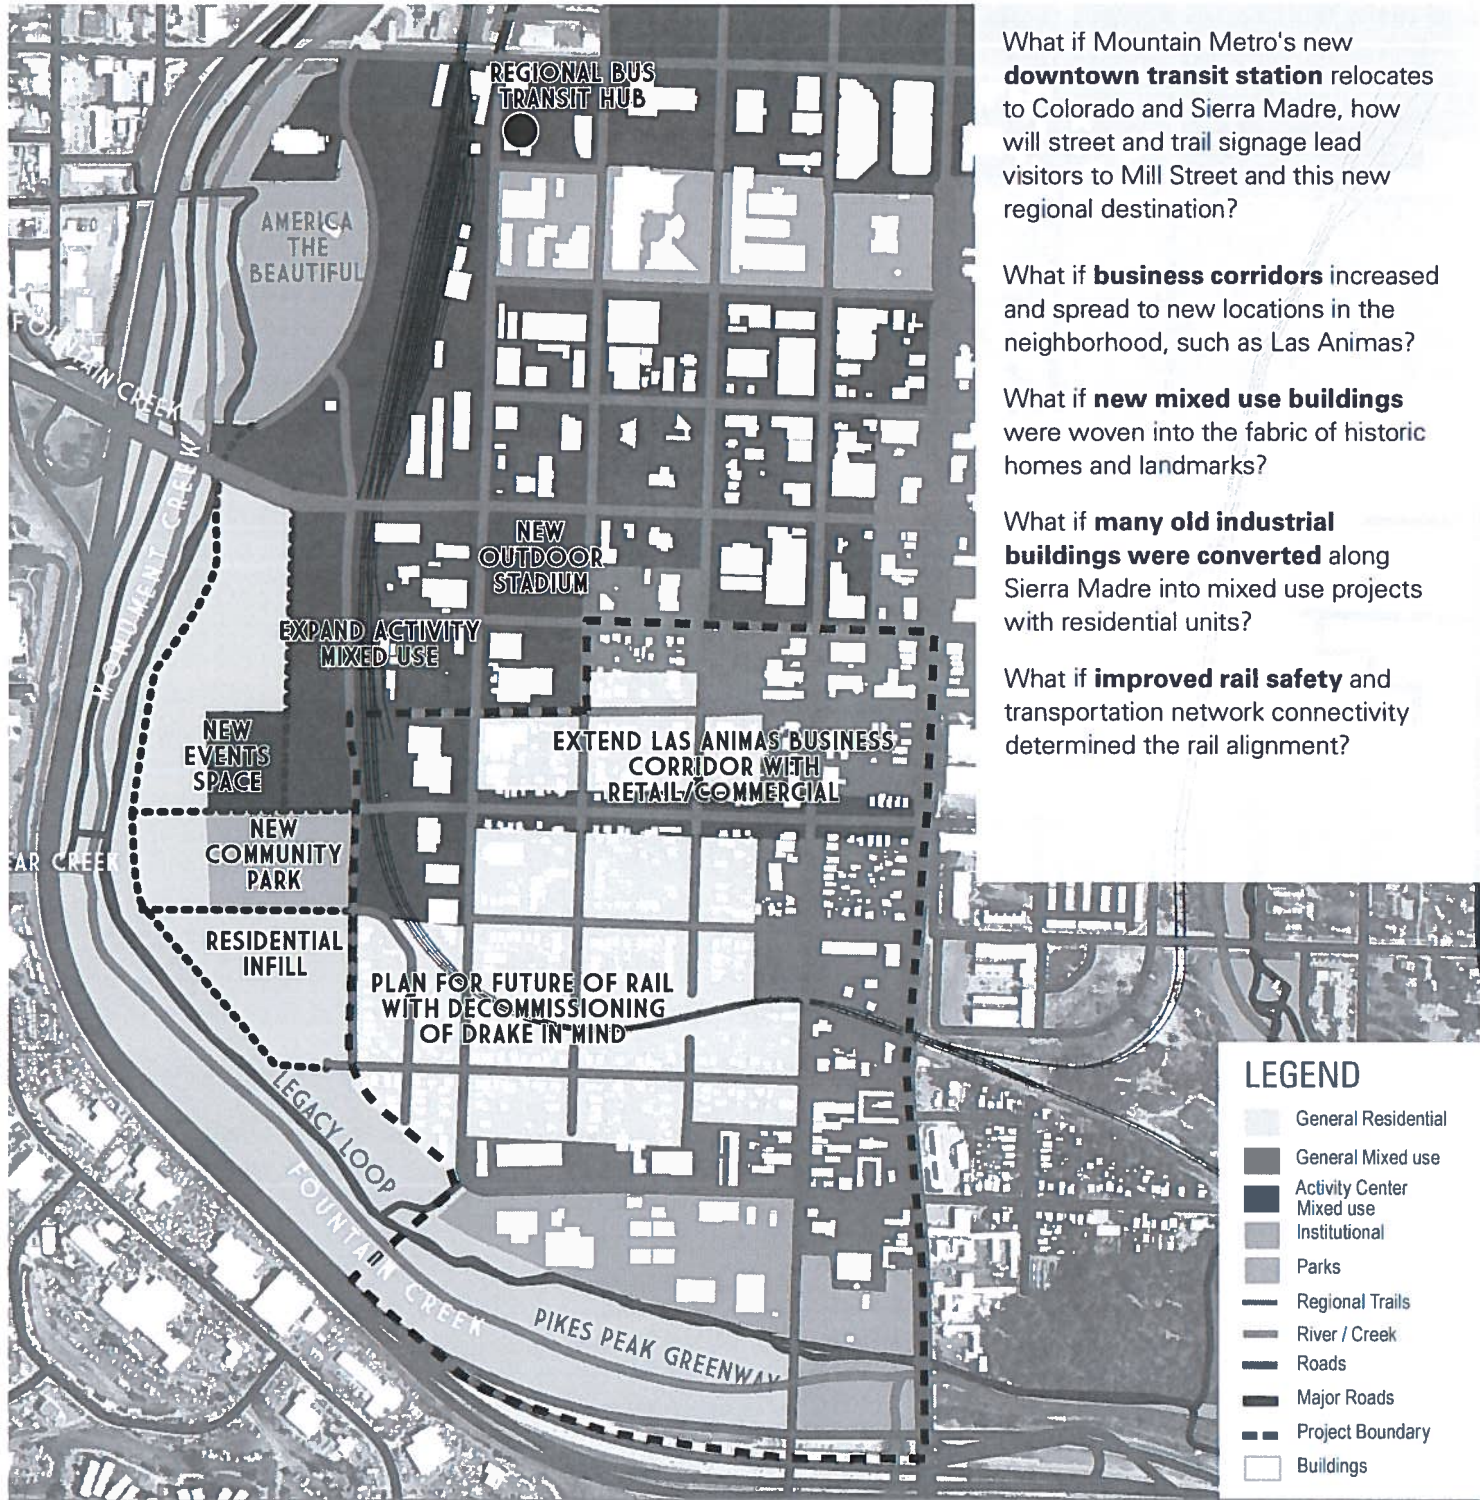 REGIONAL BUS
TRANSIT HUB
AMERICA
THE
BEAUTIFUL
FOUNTAIN CREEK
MONUMENT CREEK
NEW
OUTDOOR
STADIUM
EXPAND ACTIVITY
MIXED USE
NEW
EVENTS
SPACE
EXTEND LAS ANIMAS BUSINESS
CORRIDOR WITH
RETAIL/COMMERCIAL
NEW
COMMUNITY
PARK
EAR CREEK
RESIDENTIAL
INFILL
PLAN FOR FUTURE OF RAIL
WITH DECOMMISSIONING
OF DRAKE IN MIND
LEGACY LOOP
FOUNTAIN CREEK
PIKES PEAK GREENWAY
What if Mountain Metro's new
downtown transit station relocates
to Colorado and Sierra Madre, how
will street and trail signage lead
visitors to Mill Street and this new
regional destination?
What if business corridors increased
and spread to new locations in the
neighborhood, such as Las Animas?
What if new mixed use buildings
were woven into the fabric of historic
homes and landmarks?
What if many old industrial
buildings were converted along
Sierra Madre into mixed use projects
with residential units?
What if improved rail safety and
transportation network connectivity
determined the rail alignment?
LEGEND
General Residential
General Mixed use
Activity Center
Mixed use
Institutional
Parks
Regional Trails
River / Creek
Roads
Major Roads
Project Boundary
Buildings